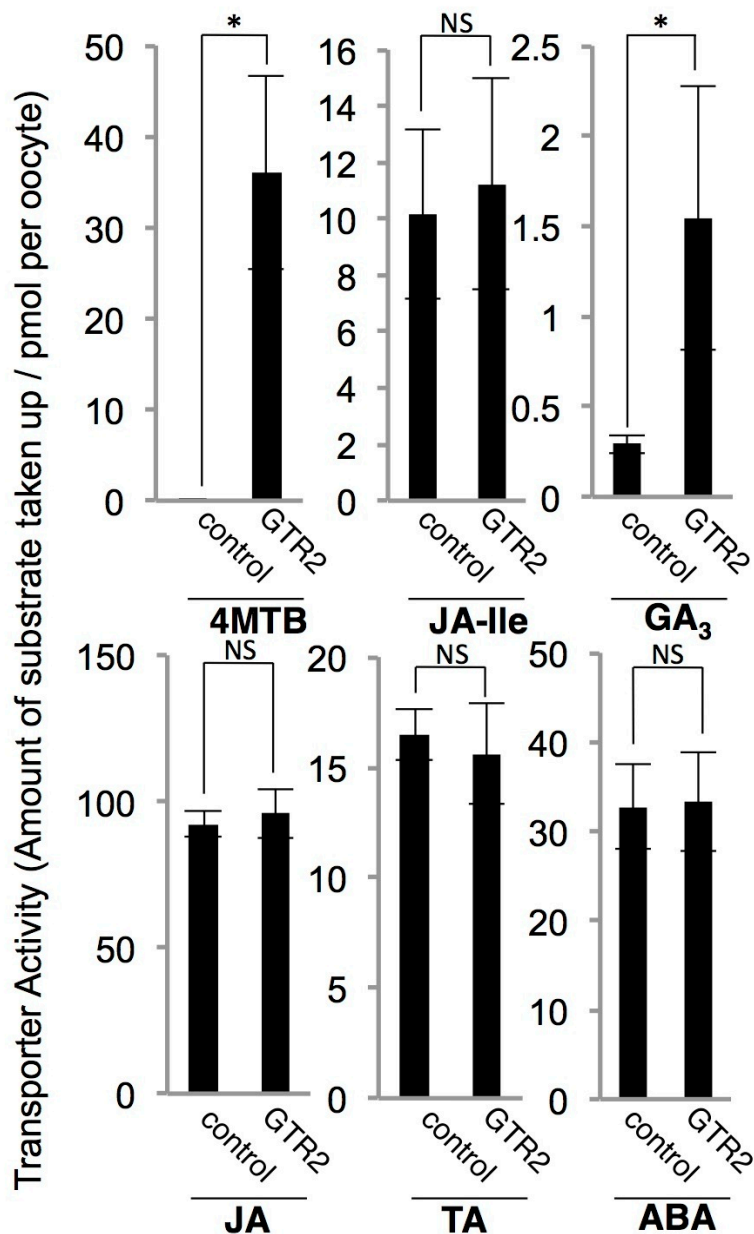 Transporter Activity (Amount of substrate taken up / pmol per oocyte)
50
40
30
20
10
0
*
control
GTR2
4MTB
16
14
12
10
8
6
4
2
0
NS
control
GTR2
JA-Ile
2.5
2
1.5
1
0.5
0
*
control
GTR2
GA₃
150
100
50
0
NS
control
GTR2
JA
20
15
10
5
0
NS
control
GTR2
TA
50
40
30
20
10
0
NS
control
GTR2
ABA